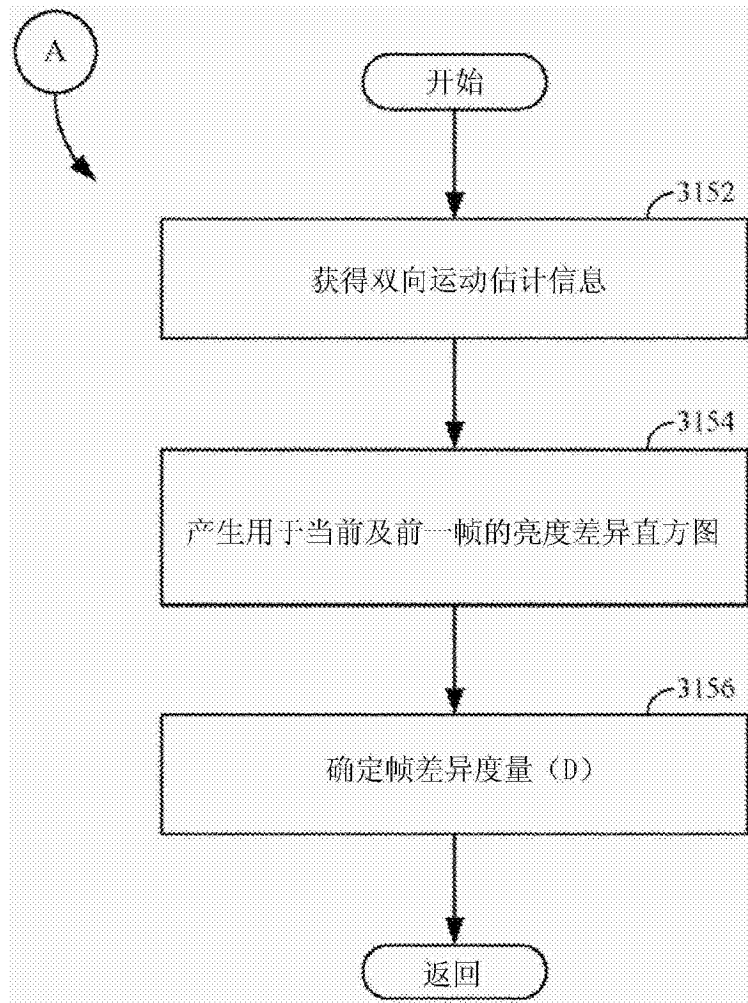 A
开始
3152
获得双向运动估计信息
3154
产生用于当前及前一帧的亮度差异直方图
3156
确定帧差异度量（D）
返回